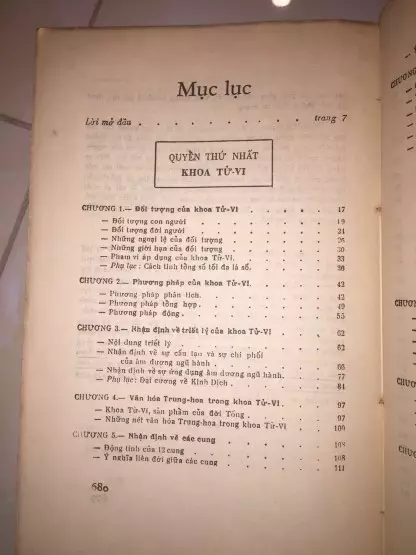 Mục lục
Lời mở đầu . . . . . . . . . . trang 7
QUYỂN THỨ NHẤT
KHOA TỬ-VI
CHƯƠNG 1.— Đối tượng của khoa Tử-Vi . . . . . 17
— Đối tượng con người . . . . . 19
— Đối tượng đời người . . . . . 21
— Những ngoại lệ của đối tượng . . . . 26
— Những giới hạn của đối tượng . . . . 30
— Phạm vi áp dụng của khoa Tử-Vi. . . . 33
— Phụ lục : Cách tính tổng số tối đa lá số. . . 36
CHƯƠNG 2.— Phương pháp của khoa Tử-Vi. . . . 42
— Phương pháp phân tích. . . . . 42
— Phương pháp tổng hợp. . . . . 49
— Phương pháp động. . . . . 55
CHƯƠNG 3.— Nhận định về triết lý của khoa Tử-Vi . . . 62
— Nội dung triết lý . . . . . 62
— Nhận định về sự cấu tạo và sự chi phối
của âm dương ngũ hành . . . . . 66
— Nhận định về sự ứng dụng âm dương ngũ hành. . . 77
— Phụ lục : Đại cương về Kinh Dịch . . . . 84
CHƯƠNG 4.— Văn hóa Trung-hoa trong khoa Tử-Vi . . . 97
— Khoa Tử-Vi, sản phẩm của đời Tống . . . 97
— Những nét văn hóa Trung-hoa trong khoa Tử-Vi . . 100
CHƯƠNG 5.— Nhận định về các cung . . . . . 108
— Động tính của 12 cung . . . . . 108
— Ý nghĩa liên đới giữa các cung . . . . 111
680
CHƯƠNG